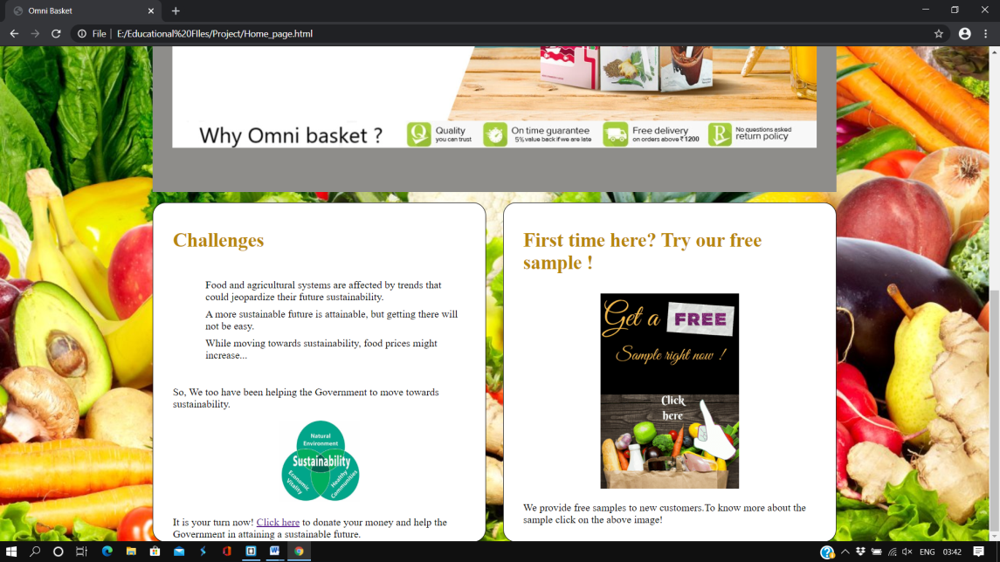 Omni Basket
File | E:/Educational%20FIles/Project/Home_page.html
Why Omni basket ?
Quality
you can trust
On time guarantee
5% value back if we are late
Free delivery
on orders above ₹1200
No questions asked
return policy
Challenges
Food and agricultural systems are affected by trends that
could jeopardize their future sustainability.
A more sustainable future is attainable, but getting there will
not be easy.
While moving towards sustainability, food prices might
increase...
So, We too have been helping the Government to move towards
sustainability.
Natural
Environment
Sustainability
Economic
Vitality
Healthy
Communities
It is your turn now! Click here to donate your money and help the
Government in attaining a sustainable future.
First time here? Try our free
sample !
Get a FREE
Sample right now !
Click
here
We provide free samples to new customers.To know more about the
sample click on the above image!
ENG 03:42